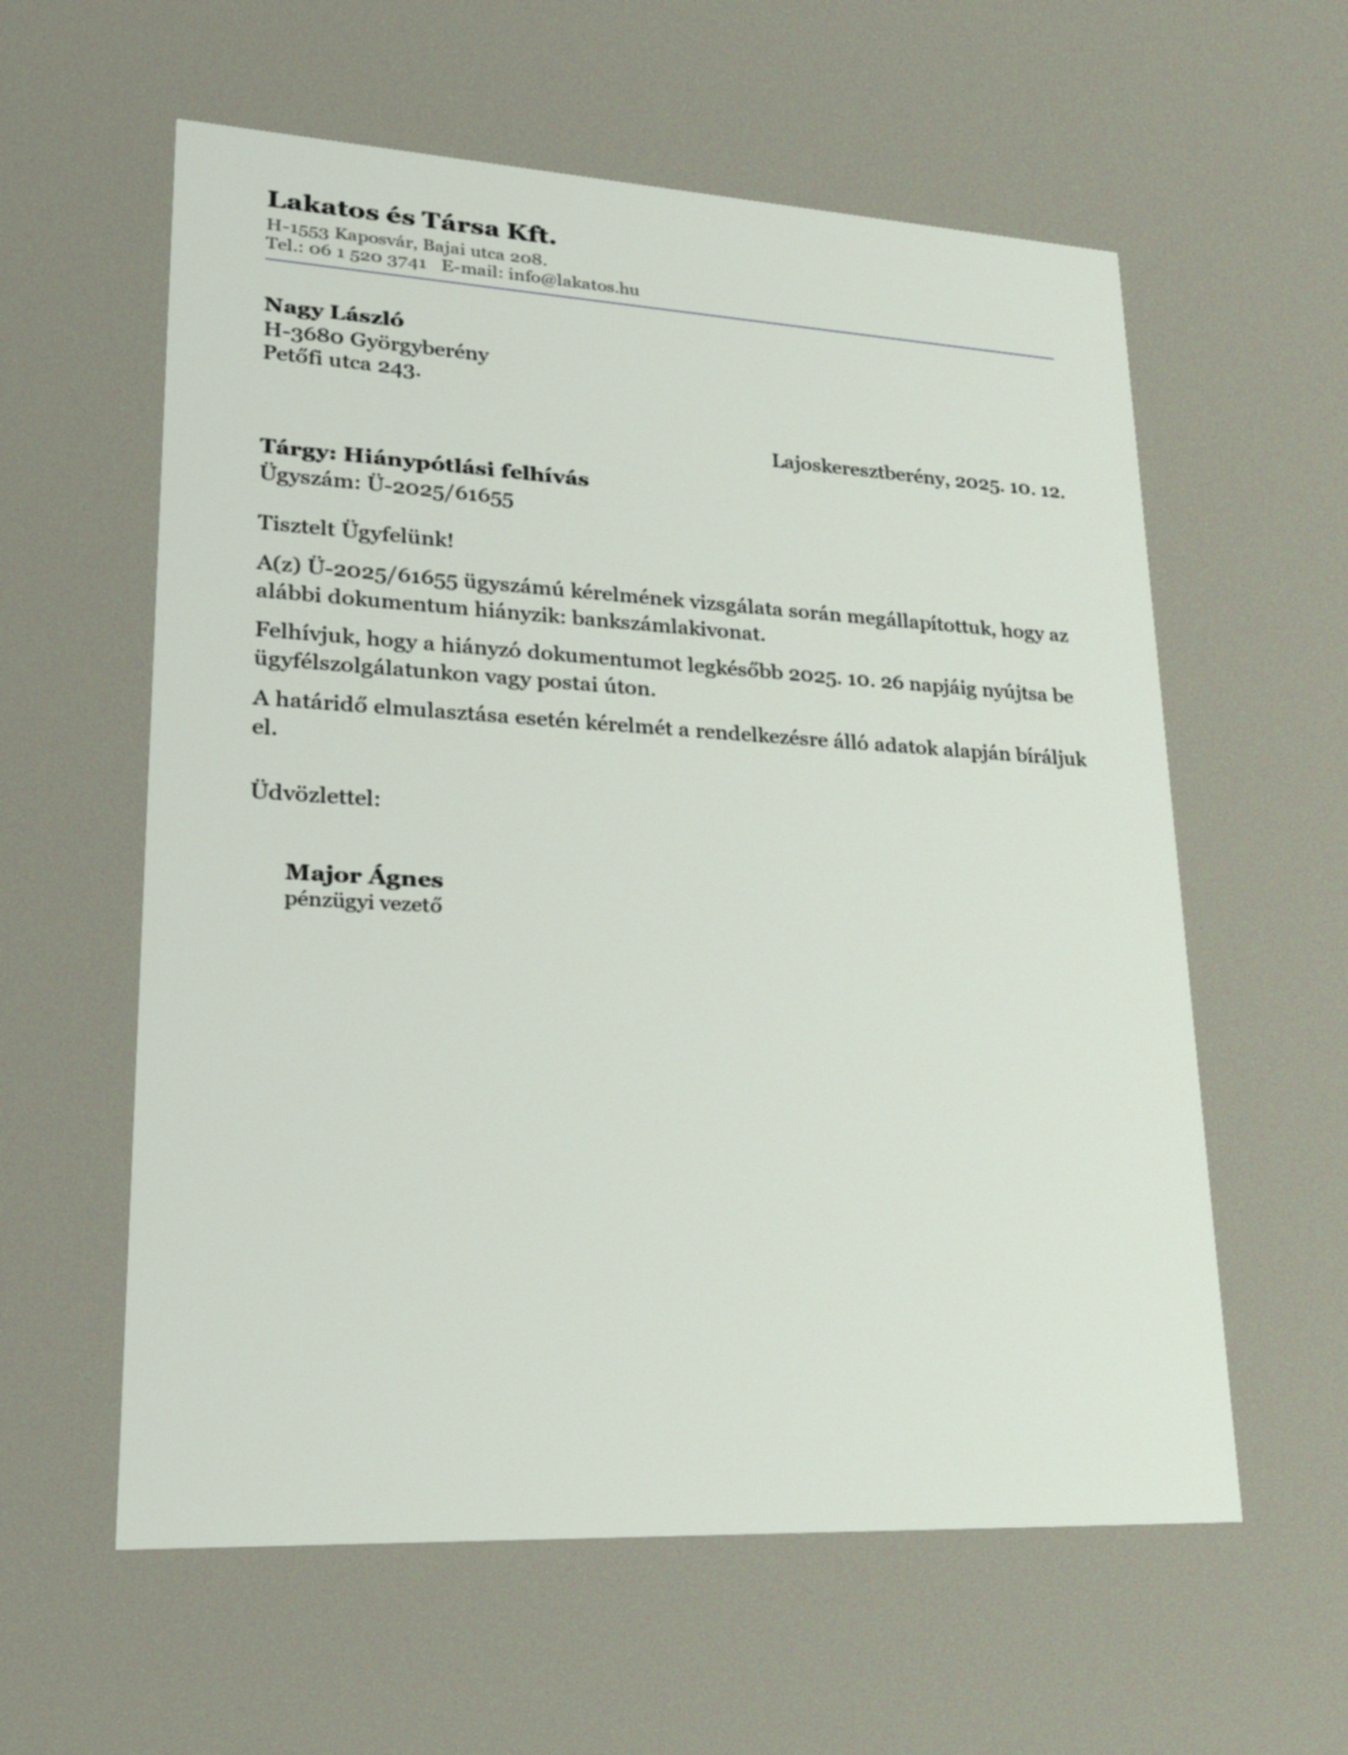 Lakatos és Társa Kft.
H-1553 Kaposvár, Bajai utca 208.
Tel.: 06 1 520 3741 E-mail: info@lakatos.hu
Nagy László
H-3680 Györgyberény
Petőfi utca 243.
Lajoskeresztberény, 2025. 10. 12.
Tárgy: Hiánypótlási felhívás
Ügyszám: Ü-2025/61655
Tisztelt Ügyfelünk!
A(z) Ü-2025/61655 ügyszámú kérelmének vizsgálata során megállapítottuk, hogy az
alábbi dokumentum hiányzik: bankszámlakivonat.
Felhívjuk, hogy a hiányzó dokumentumot legkésőbb 2025. 10. 26 napjáig nyújtsa be
ügyfélszolgálatunkon vagy postai úton.
A határidő elmulasztása esetén kérelmét a rendelkezésre álló adatok alapján bíráljuk
el.
Üdvözlettel:
Major Ágnes
pénzügyi vezető